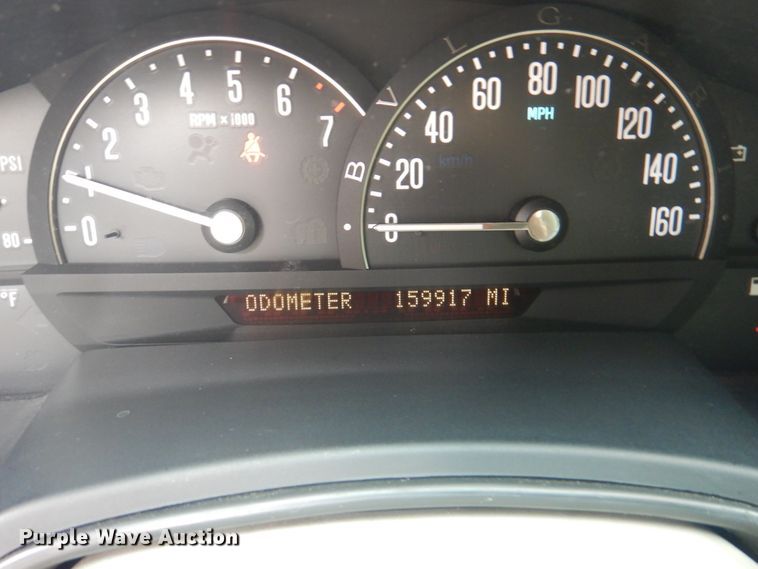 0 1 2 3 4 5 6 7
RPM × 1000
0 20 40 60 80 100 120 140 160
MPH
km/h
PSI
80
°F
B V L G A R
ODOMETER 159917 MI
Purple Wave Auction